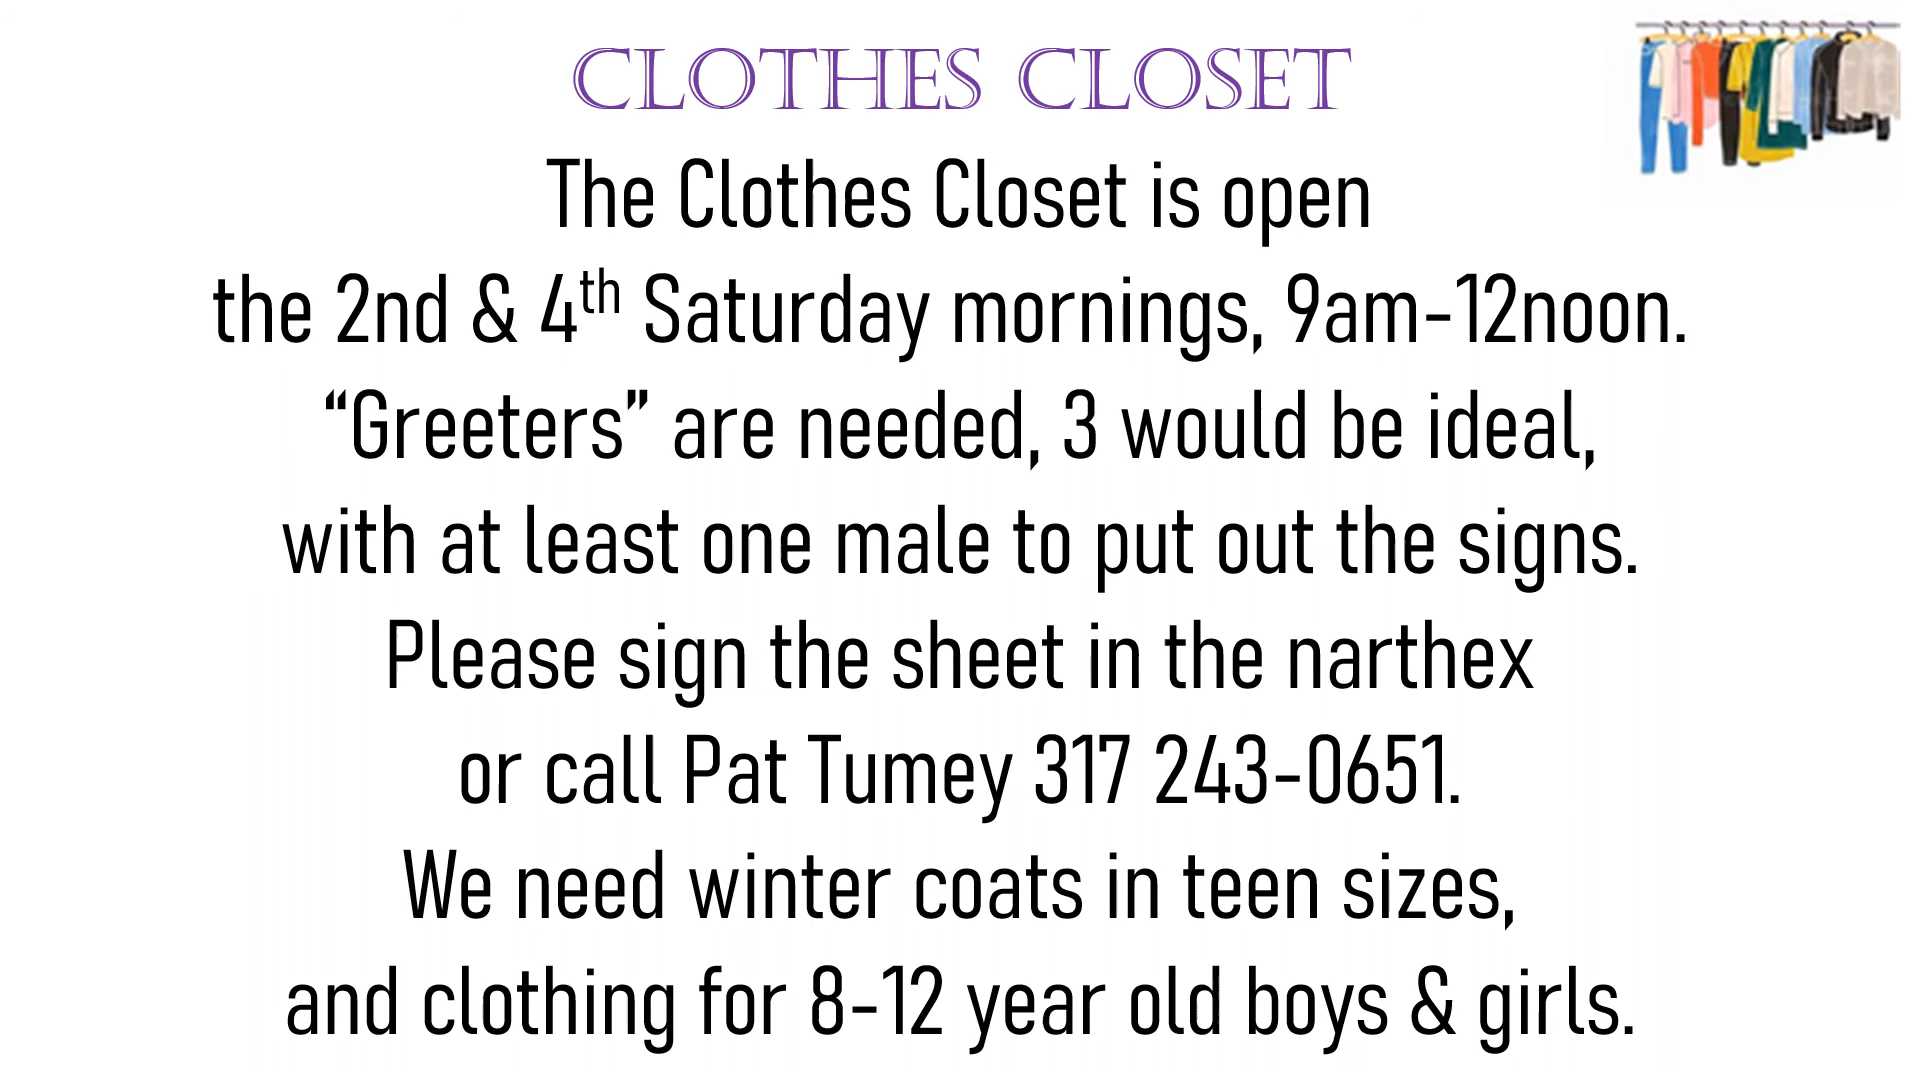 CLOTHES CLOSET
The Clothes Closet is open
the 2nd & 4th Saturday mornings, 9am-12noon.
“Greeters” are needed, 3 would be ideal,
with at least one male to put out the signs.
Please sign the sheet in the narthex
or call Pat Tumey 317 243-0651.
We need winter coats in teen sizes,
and clothing for 8-12 year old boys & girls.